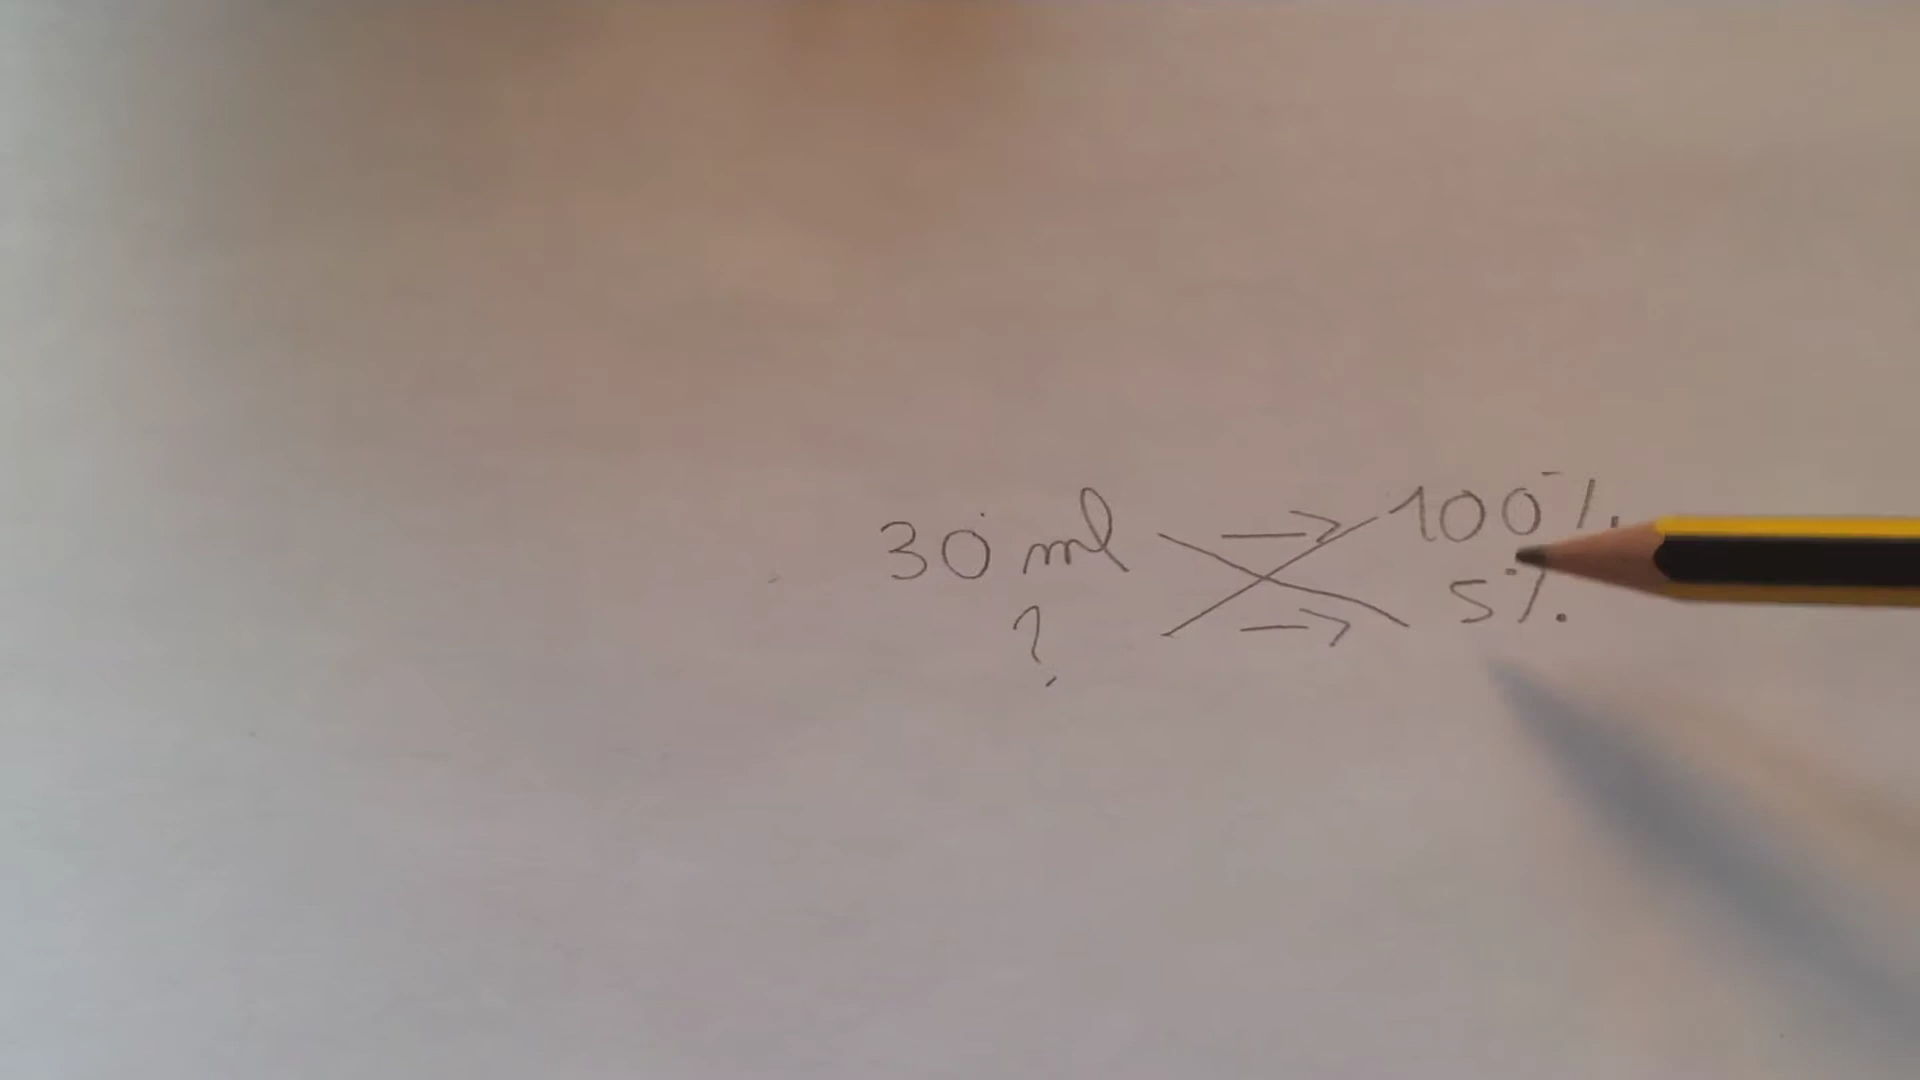 30 ml → 100%
? → 5%